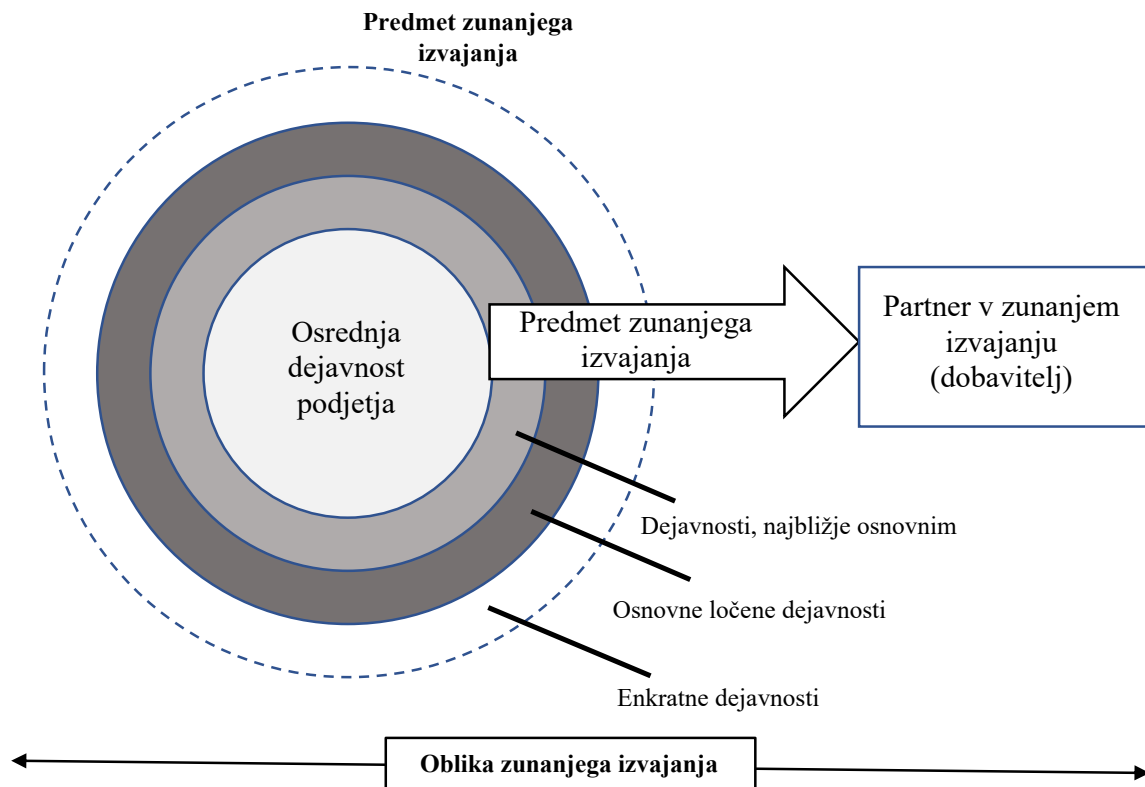 Predmet zunanjega
izvajanja
Osrednja
dejavnost
podjetja
Predmet zunanjega
izvajanja
Partner v zunanjem
izvajanju
(dobavitelj)
Dejavnosti, najbližje osnovnim
Osnovne ločene dejavnosti
Enkratne dejavnosti
Oblika zunanjega izvajanja